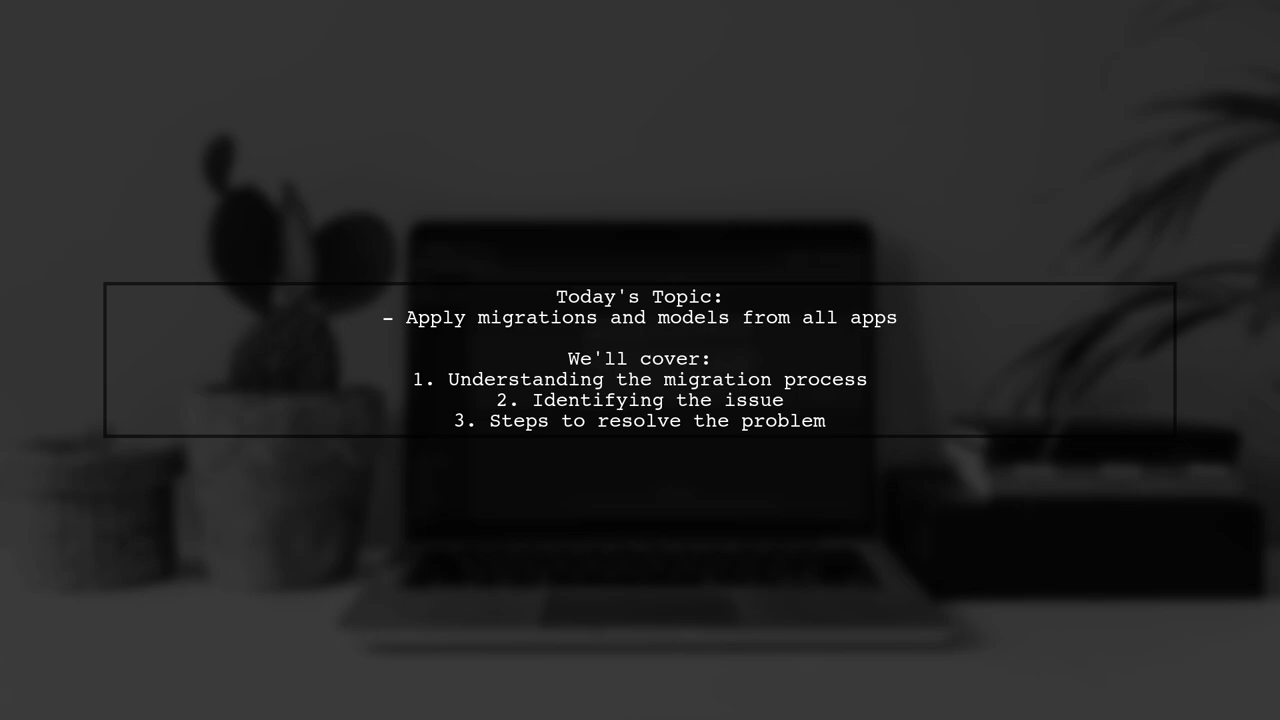 Today's Topic:
- Apply migrations and models from all apps
We'll cover:
1. Understanding the migration process
2. Identifying the issue
3. Steps to resolve the problem